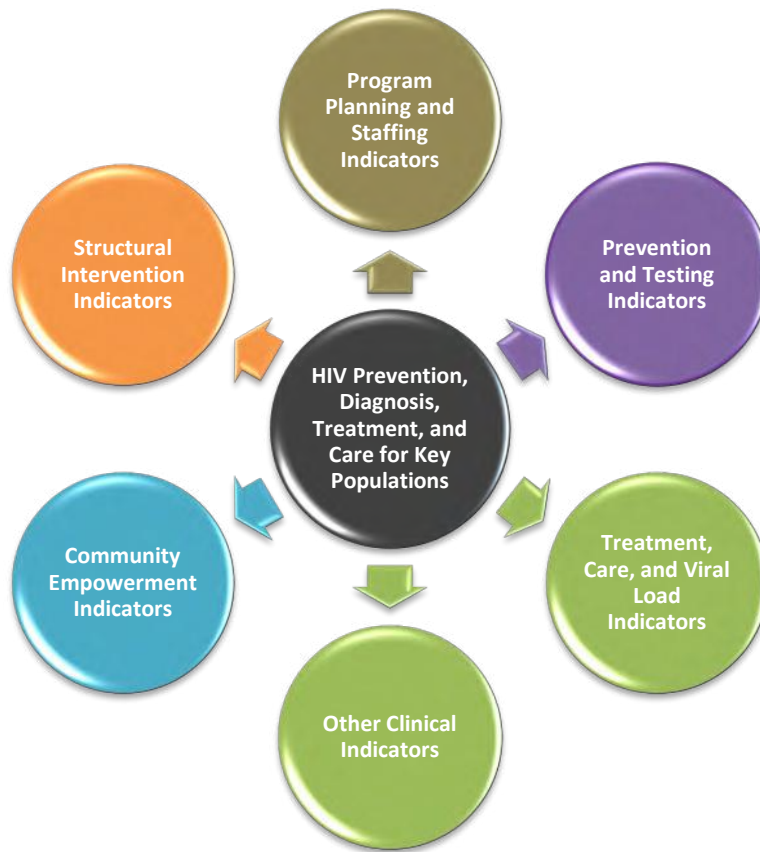 Program
Planning and
Staffing
Indicators
Structural
Intervention
Indicators
Prevention
and Testing
Indicators
HIV Prevention,
Diagnosis,
Treatment, and
Care for Key
Populations
Community
Empowerment
Indicators
Treatment,
Care, and Viral
Load
Indicators
Other Clinical
Indicators